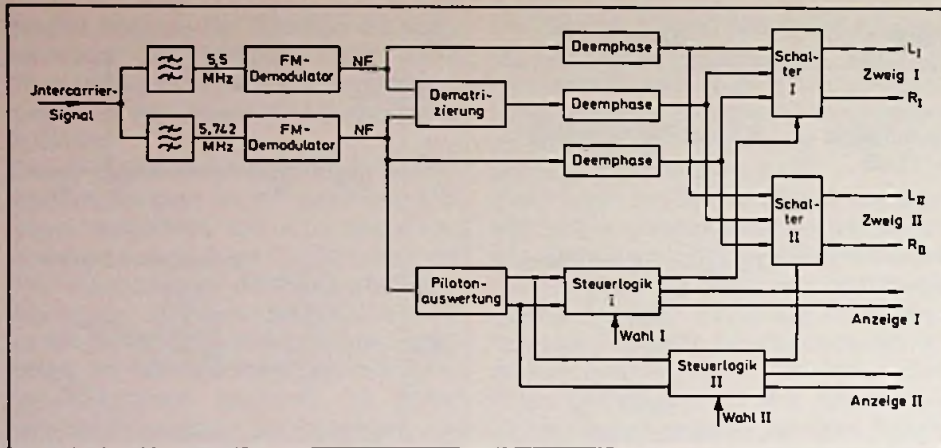 Jntercarrier-
Signal
5,5
MHz
FM-
Demodulator
NF
5,742
MHz
FM-
Demodulator
NF
Dematri-
zierung
Deemphase
Deemphase
Deemphase
Schal-
ter
I
L_I
Zweig I
R_I
Schal-
ter
II
L_II
Zweig II
R_II
Piloton-
auswertung
Steuerlogik
I
Wahl I
Anzeige I
Steuerlogik
II
Wahl II
Anzeige II